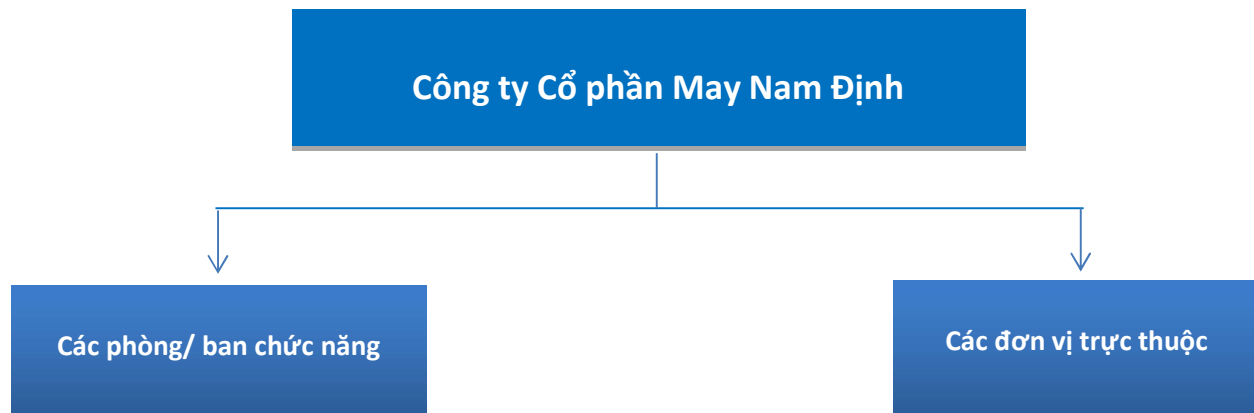 Công ty Cổ phần May Nam Định
Các phòng/ ban chức năng
Các đơn vị trực thuộc